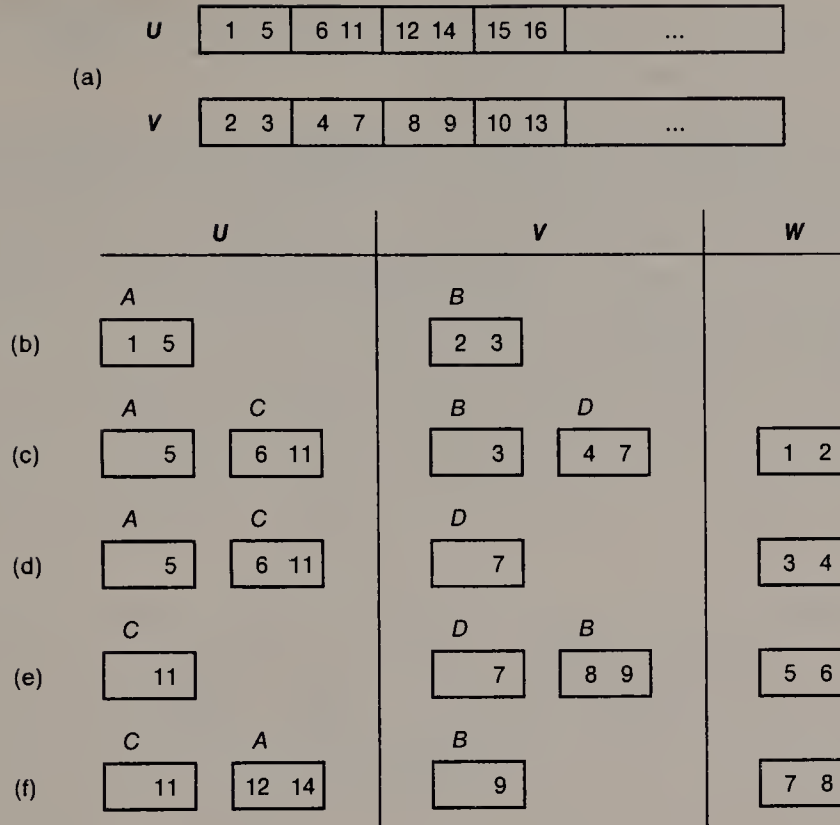 U 1 5 6 11 12 14 15 16 ...
(a)
V 2 3 4 7 8 9 10 13 ...
U V W
A B
(b) 1 5 2 3
A C B D
(c) 5 6 11 3 4 7 1 2
A C D
(d) 5 6 11 7 3 4
C D B
(e) 11 7 8 9 5 6
C A B
(f) 11 12 14 9 7 8